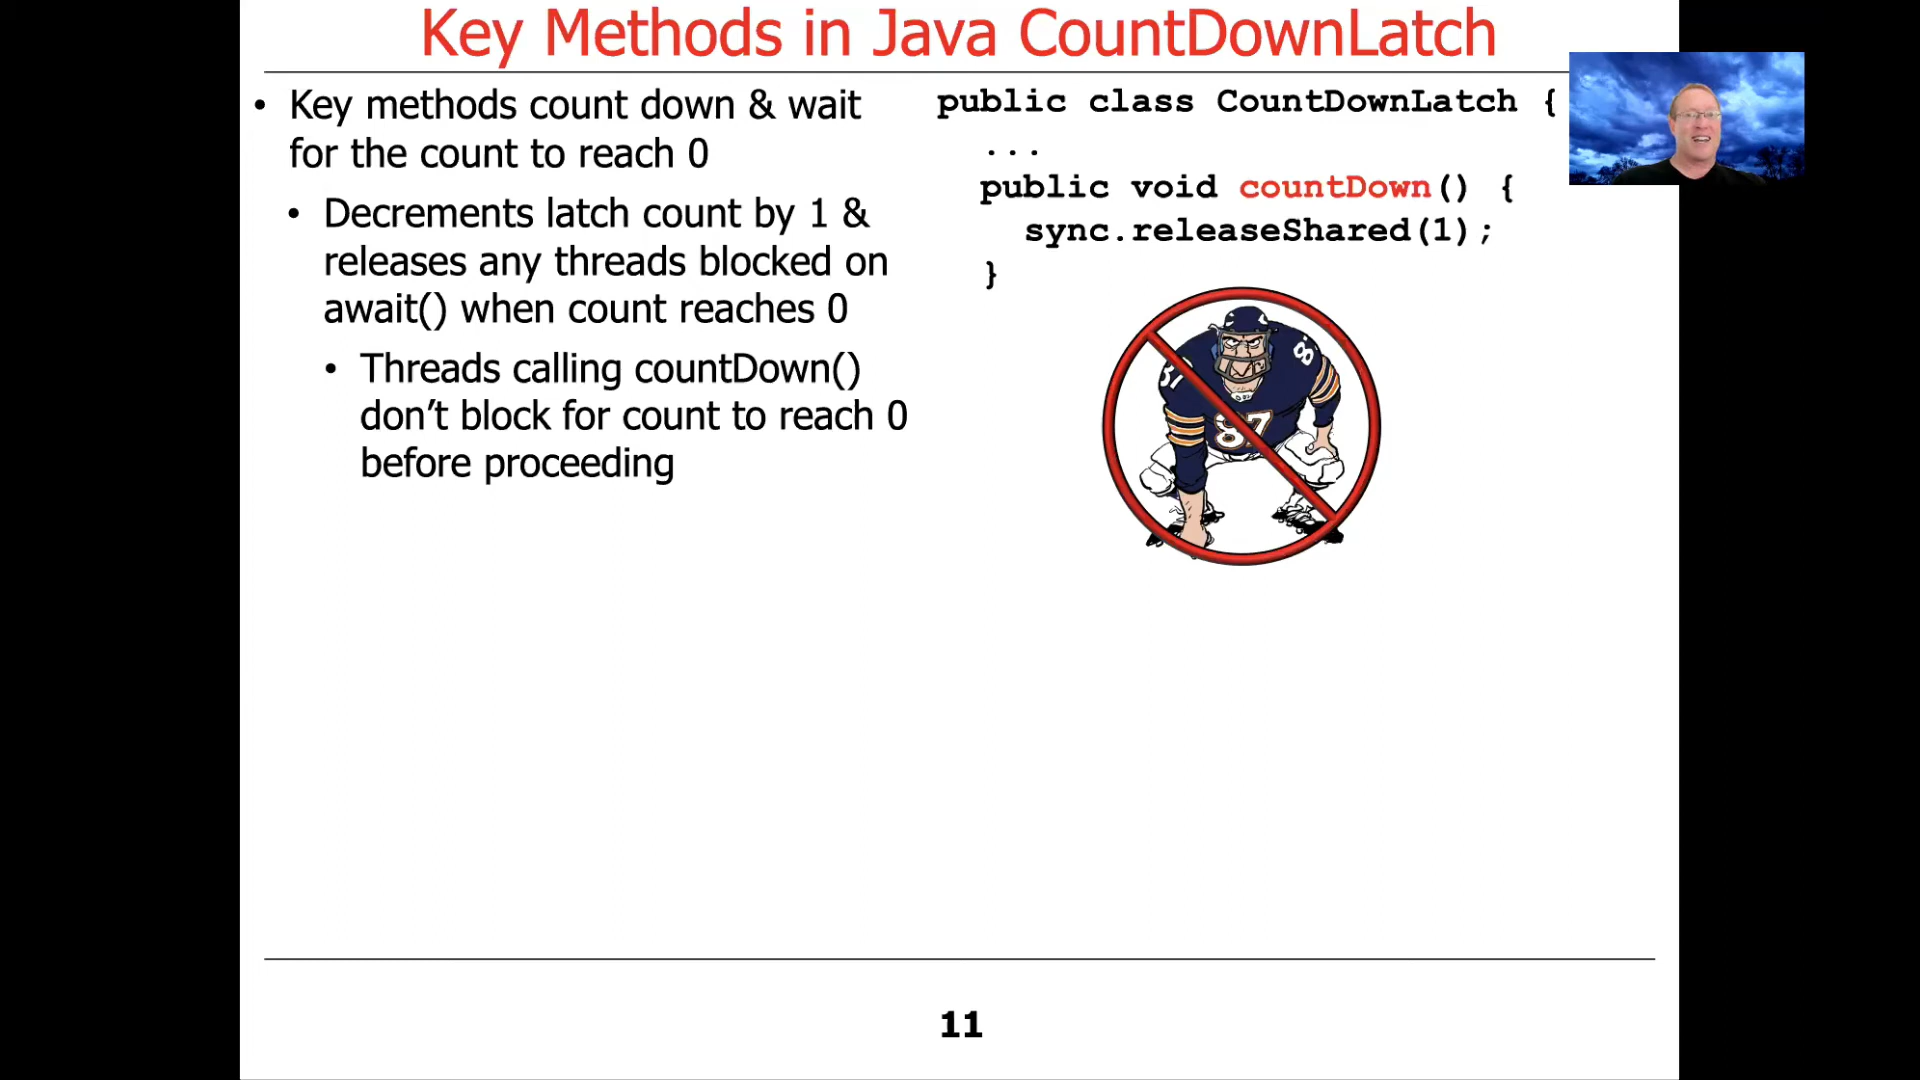 Key Methods in Java CountDownLatch
• Key methods count down & wait
for the count to reach 0
• Decrements latch count by 1 &
releases any threads blocked on
await() when count reaches 0
• Threads calling countDown()
don’t block for count to reach 0
before proceeding
public class CountDownLatch {
...
public void countDown() {
sync.releaseShared(1);
}
87
11